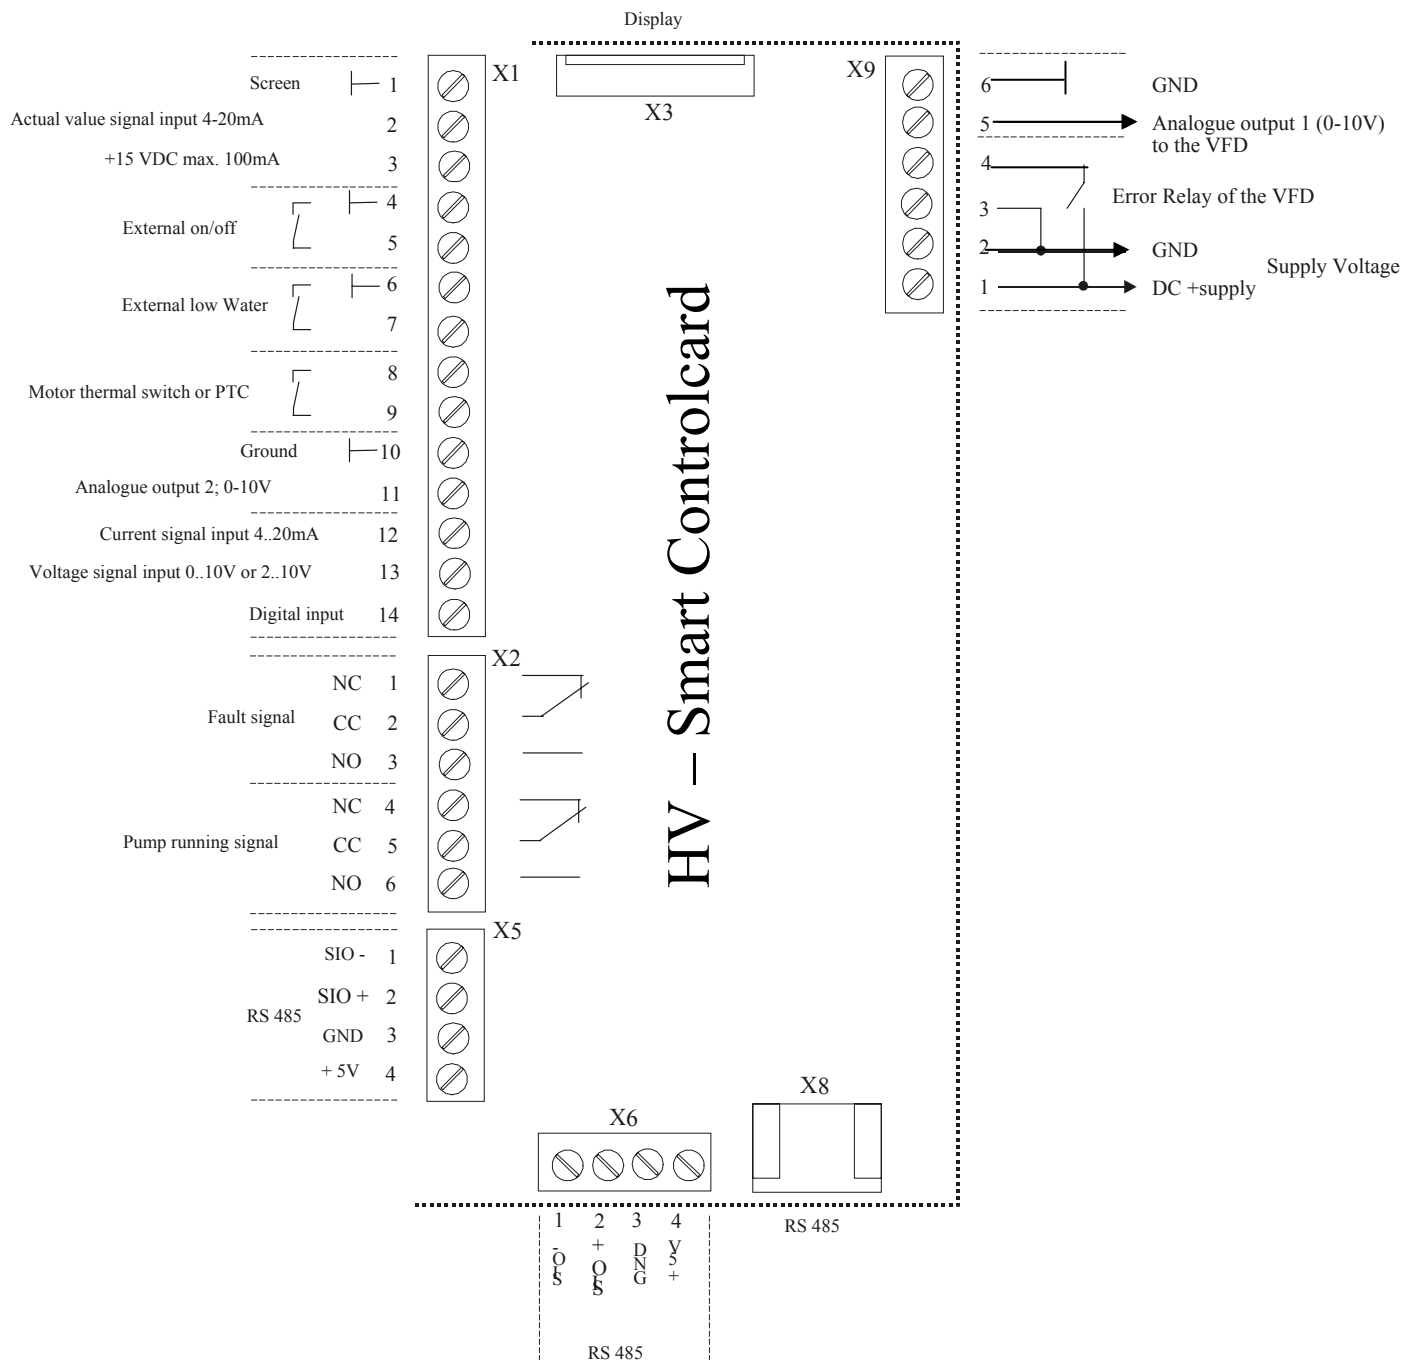 Display
X1
X3
X9
Screen 1
Actual value signal input 4-20mA 2
+15 VDC max. 100mA 3
4
External on/off
5
6
External low Water
7
8
Motor thermal switch or PTC
9
Ground 10
Analogue output 2; 0-10V 11
Current signal input 4..20mA 12
Voltage signal input 0..10V or 2..10V 13
Digital input 14
6 GND
5 Analogue output 1 (0-10V)
to the VFD
4
Error Relay of the VFD
3
2 GND
Supply Voltage
1 DC +supply
HV – Smart Controlcard
X2
NC 1
Fault signal
CC 2
NO 3
NC 4
Pump running signal
CC 5
NO 6
X5
SIO - 1
SIO + 2
RS 485
GND 3
+ 5V 4
X6
X8
1 2 3 4
SIO-
SIO +
GND
+5V
RS 485
RS 485